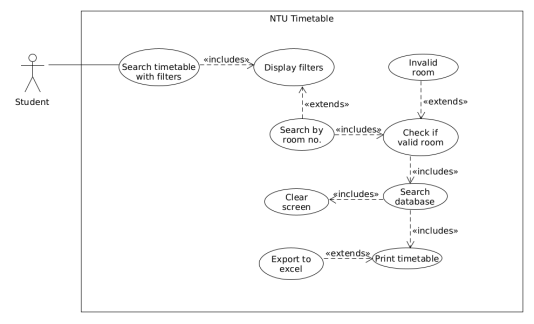 NTU Timetable
Student
Search timetable
with filters
«includes»
Display filters
Invalid
room
«extends»
«extends»
Search by
room no.
«includes»
Check if
valid room
«includes»
Clear
screen
«includes»
Search
database
«includes»
Export to
excel
«extends»
Print timetable